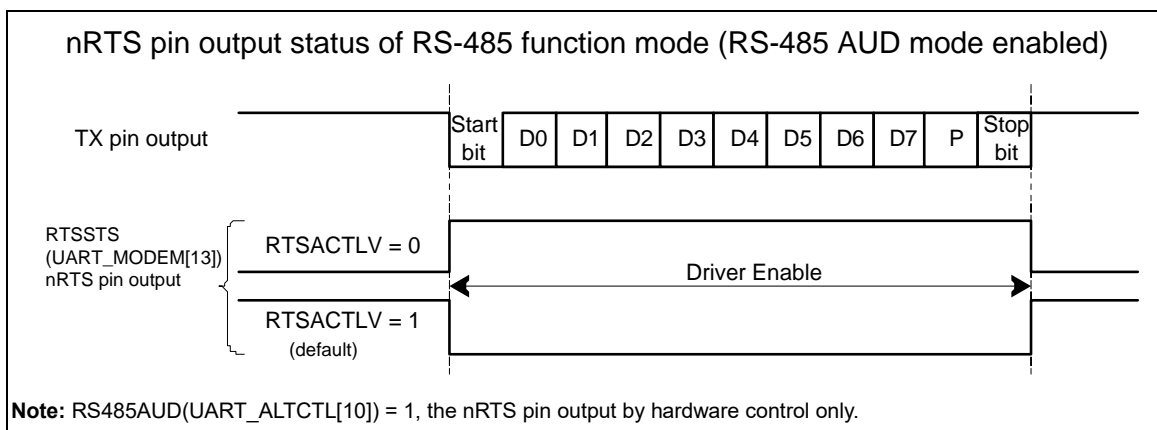 nRTS pin output status of RS-485 function mode (RS-485 AUD mode enabled)
TX pin output
Start bit D0 D1 D2 D3 D4 D5 D6 D7 P Stop bit
RTSSTS
(UART_MODEM[13])
nRTS pin output
RTSACTLV = 0
Driver Enable
RTSACTLV = 1
(default)
Note: RS485AUD(UART_ALTCTL[10]) = 1, the nRTS pin output by hardware control only.